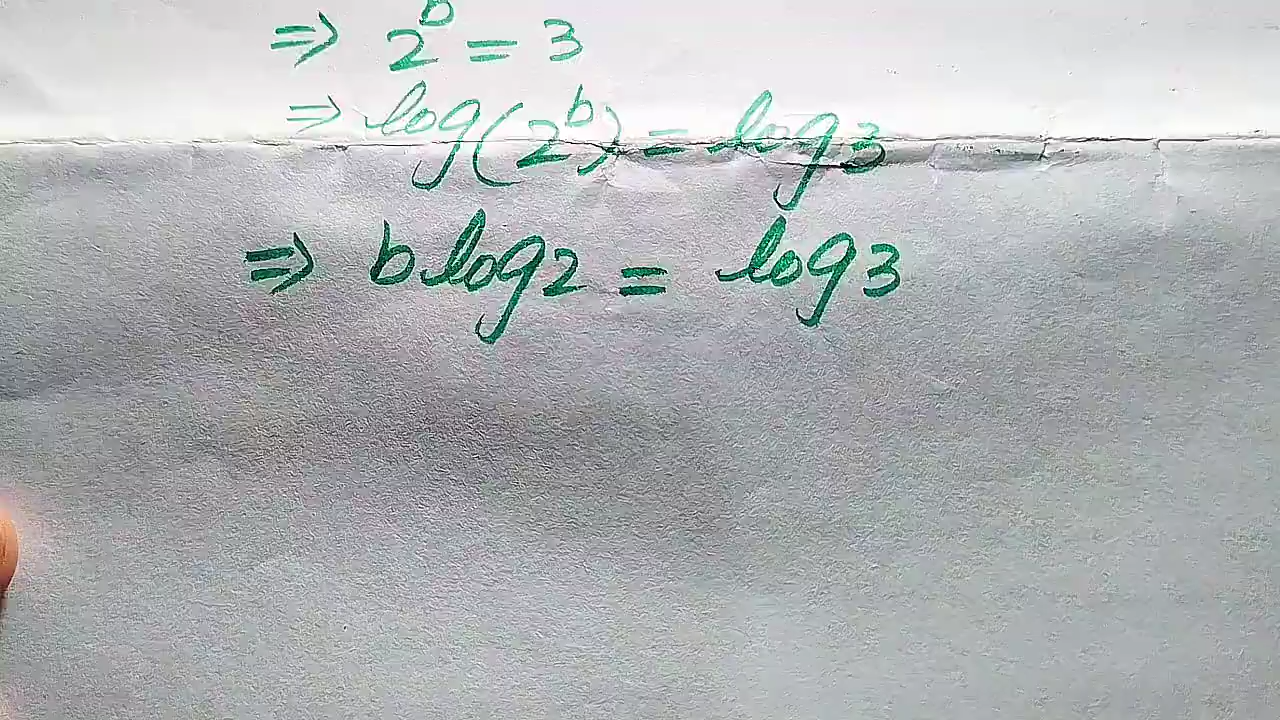 ⇒ 2^b = 3
⇒ log(2^b) = log3
⇒ blog2 = log3